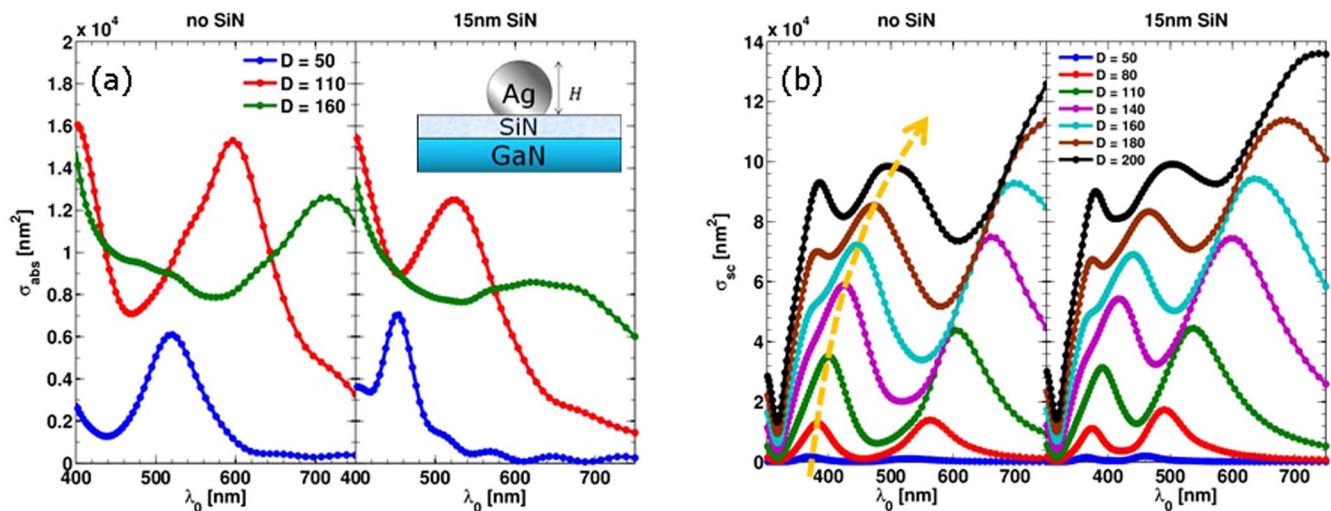 no SiN
15nm SiN
× 10⁴
(a)
D = 50
D = 110
D = 160
Ag
H
SiN
GaN
2
1.8
1.6
1.4
1.2
1
0.8
0.6
0.4
0.2
0
σabs [nm²]
400 500 600 700 400 500 600 700
λ₀ [nm]
λ₀ [nm]
no SiN
15nm SiN
× 10⁴
(b)
D = 50
D = 80
D = 110
D = 140
D = 160
D = 180
D = 200
14
12
10
8
6
4
2
0
σsc [nm²]
400 500 600 700 400 500 600 700
λ₀ [nm]
λ₀ [nm]